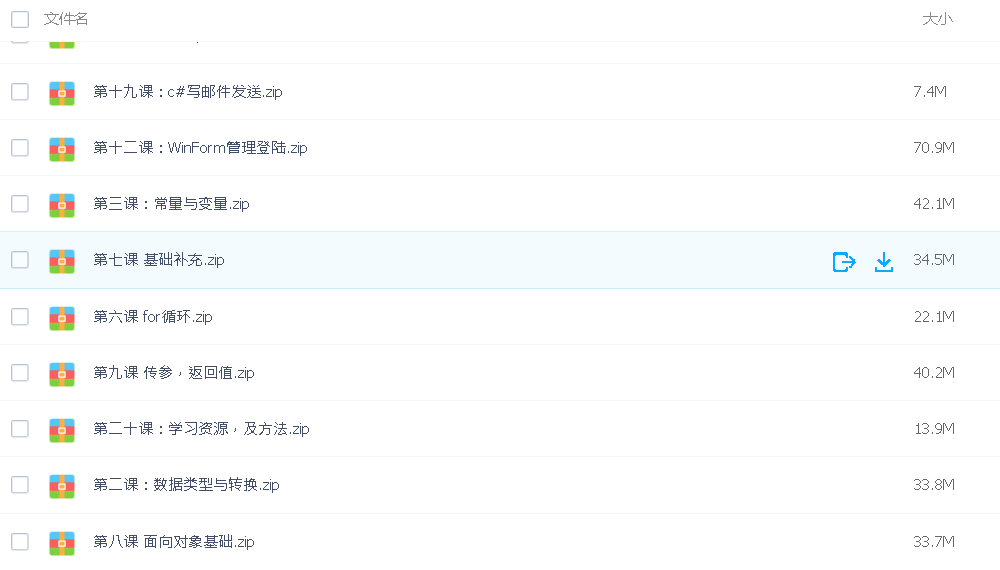 文件名 大小
第十九课：c#写邮件发送.zip 7.4M
第十二课：WinForm管理登陆.zip 70.9M
第三课：常量与变量.zip 42.1M
第七课 基础补充.zip 34.5M
第六课 for循环.zip 22.1M
第九课 传参，返回值.zip 40.2M
第二十课：学习资源，及方法.zip 13.9M
第二课：数据类型与转换.zip 33.8M
第八课 面向对象基础.zip 33.7M